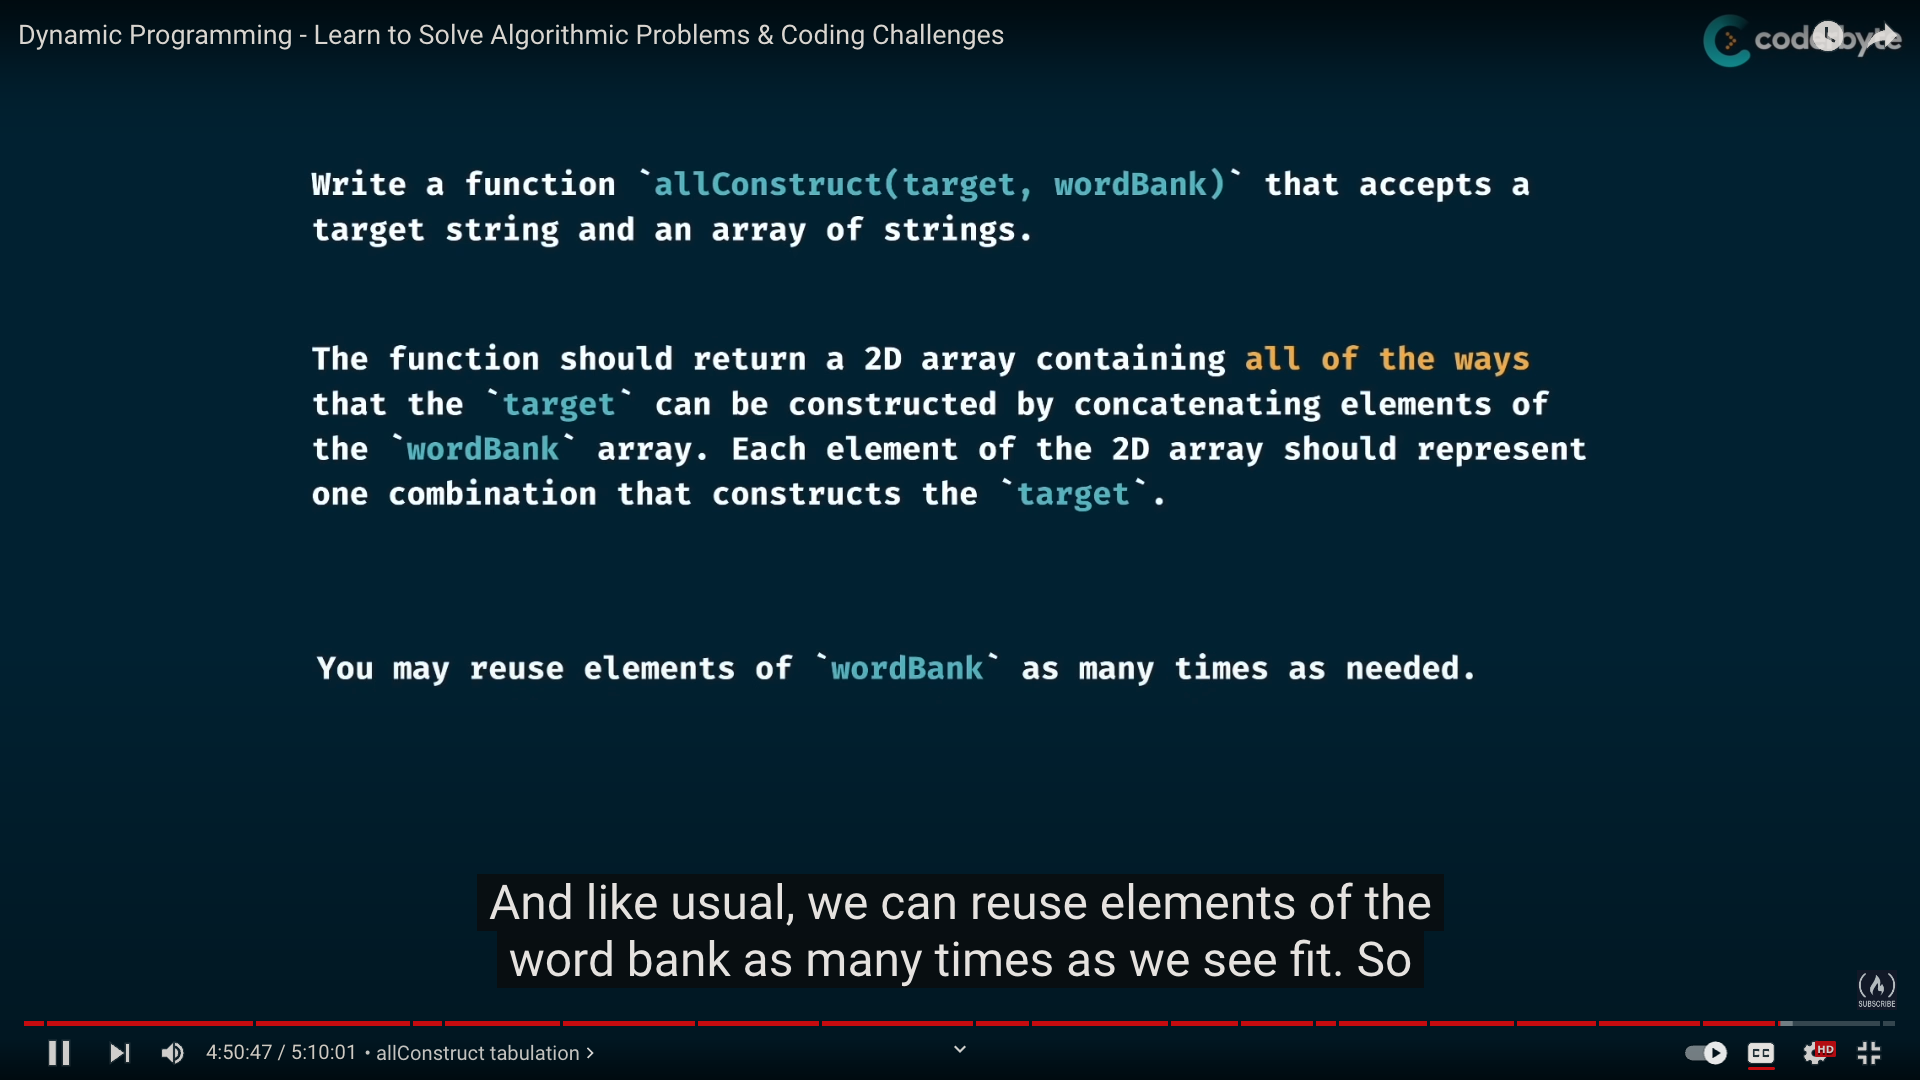 Dynamic Programming - Learn to Solve Algorithmic Problems & Coding Challenges
coderbyte
Write a function `allConstruct(target, wordBank)` that accepts a
target string and an array of strings.
The function should return a 2D array containing all of the ways
that the `target` can be constructed by concatenating elements of
the `wordBank` array. Each element of the 2D array should represent
one combination that constructs the `target`.
You may reuse elements of `wordBank` as many times as needed.
And like usual, we can reuse elements of the
word bank as many times as we see fit. So
SUBSCRIBE
4:50:47 / 5:10:01 • allConstruct tabulation >
CC
HD